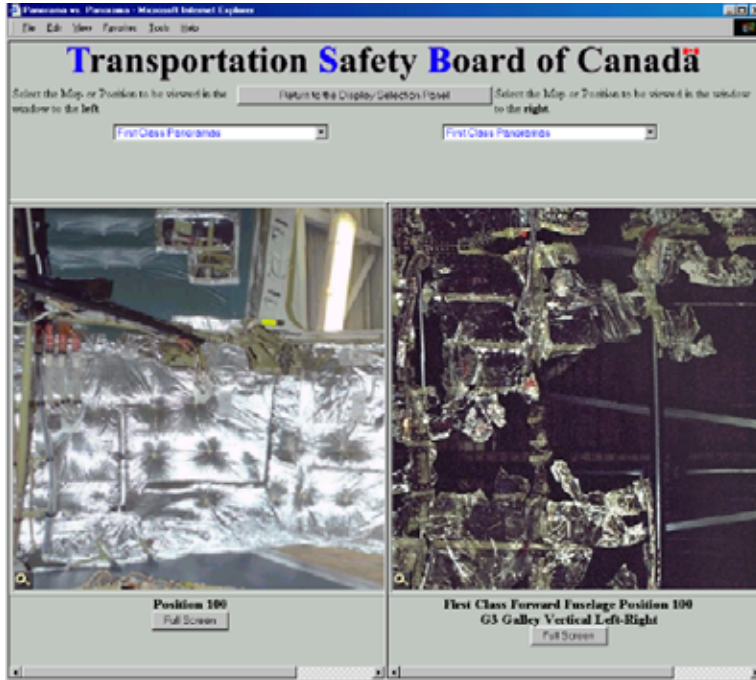 Panorama vs. Panorama - Microsoft Internet Explorer
File Edit View Favorites Tools Help
Transportation Safety Board of Canada
Select the Map or Position to be viewed in the
window to the left.
Return to the Display Selection Panel
Select the Map or Position to be viewed in the window
to the right.
First Class Panoramas
First Class Panoramas
Position 100
Full Screen
First Class Forward Fuselage Position 100
G3 Galley Vertical Left-Right
Full Screen